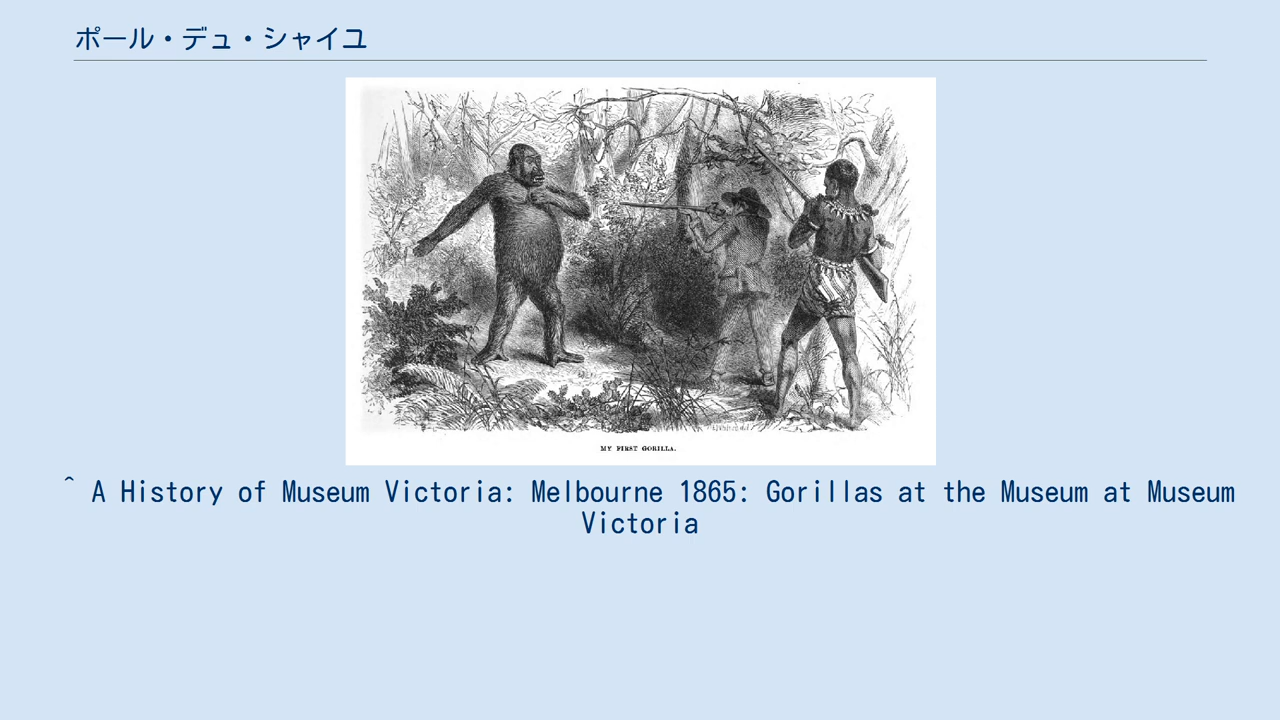 ポール・デュ・シャイユ
MY FIRST GORILLA.
^ A History of Museum Victoria: Melbourne 1865: Gorillas at the Museum at Museum
Victoria